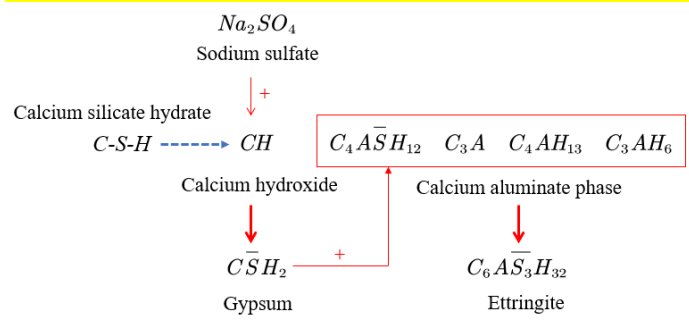 Na₂SO₄
Sodium sulfate
+
Calcium silicate hydrate
C-S-H CH C₄AS̅H₁₂ C₃A C₄AH₁₃ C₃AH₆
Calcium hydroxide Calcium aluminate phase
+
CS̅H₂ C₆AS̅₃H₃₂
Gypsum Ettringite